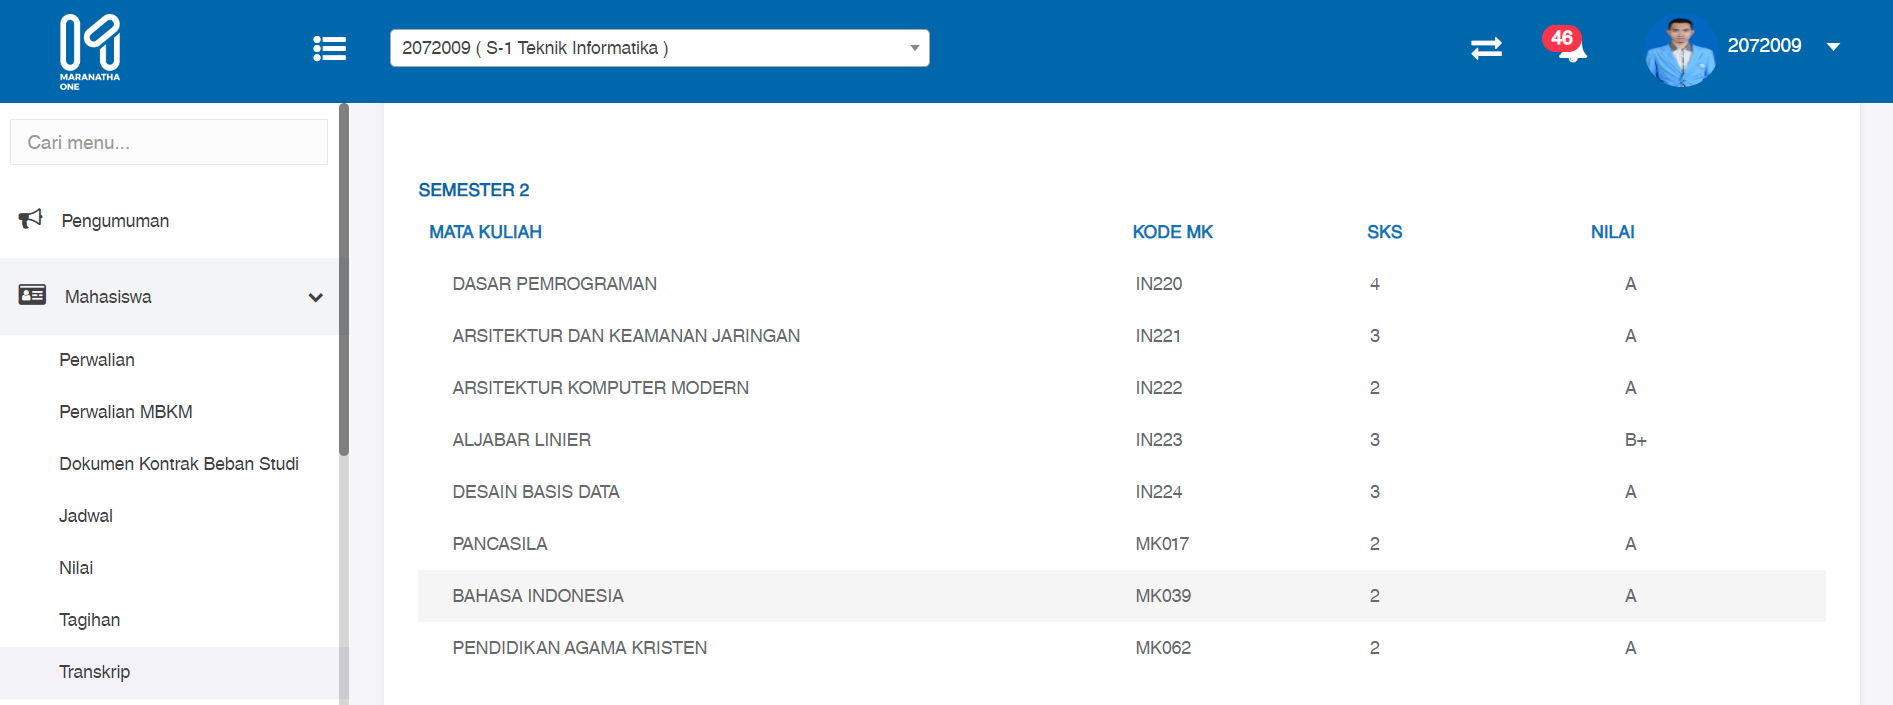 MARANATHA
ONE
2072009 ( S-1 Teknik Informatika )
46
2072009
Cari menu...
Pengumuman
Mahasiswa
Perwalian
Perwalian MBKM
Dokumen Kontrak Beban Studi
Jadwal
Nilai
Tagihan
Transkrip
SEMESTER 2
MATA KULIAH KODE MK SKS NILAI
DASAR PEMROGRAMAN IN220 4 A
ARSITEKTUR DAN KEAMANAN JARINGAN IN221 3 A
ARSITEKTUR KOMPUTER MODERN IN222 2 A
ALJABAR LINIER IN223 3 B+
DESAIN BASIS DATA IN224 3 A
PANCASILA MK017 2 A
BAHASA INDONESIA MK039 2 A
PENDIDIKAN AGAMA KRISTEN MK062 2 A